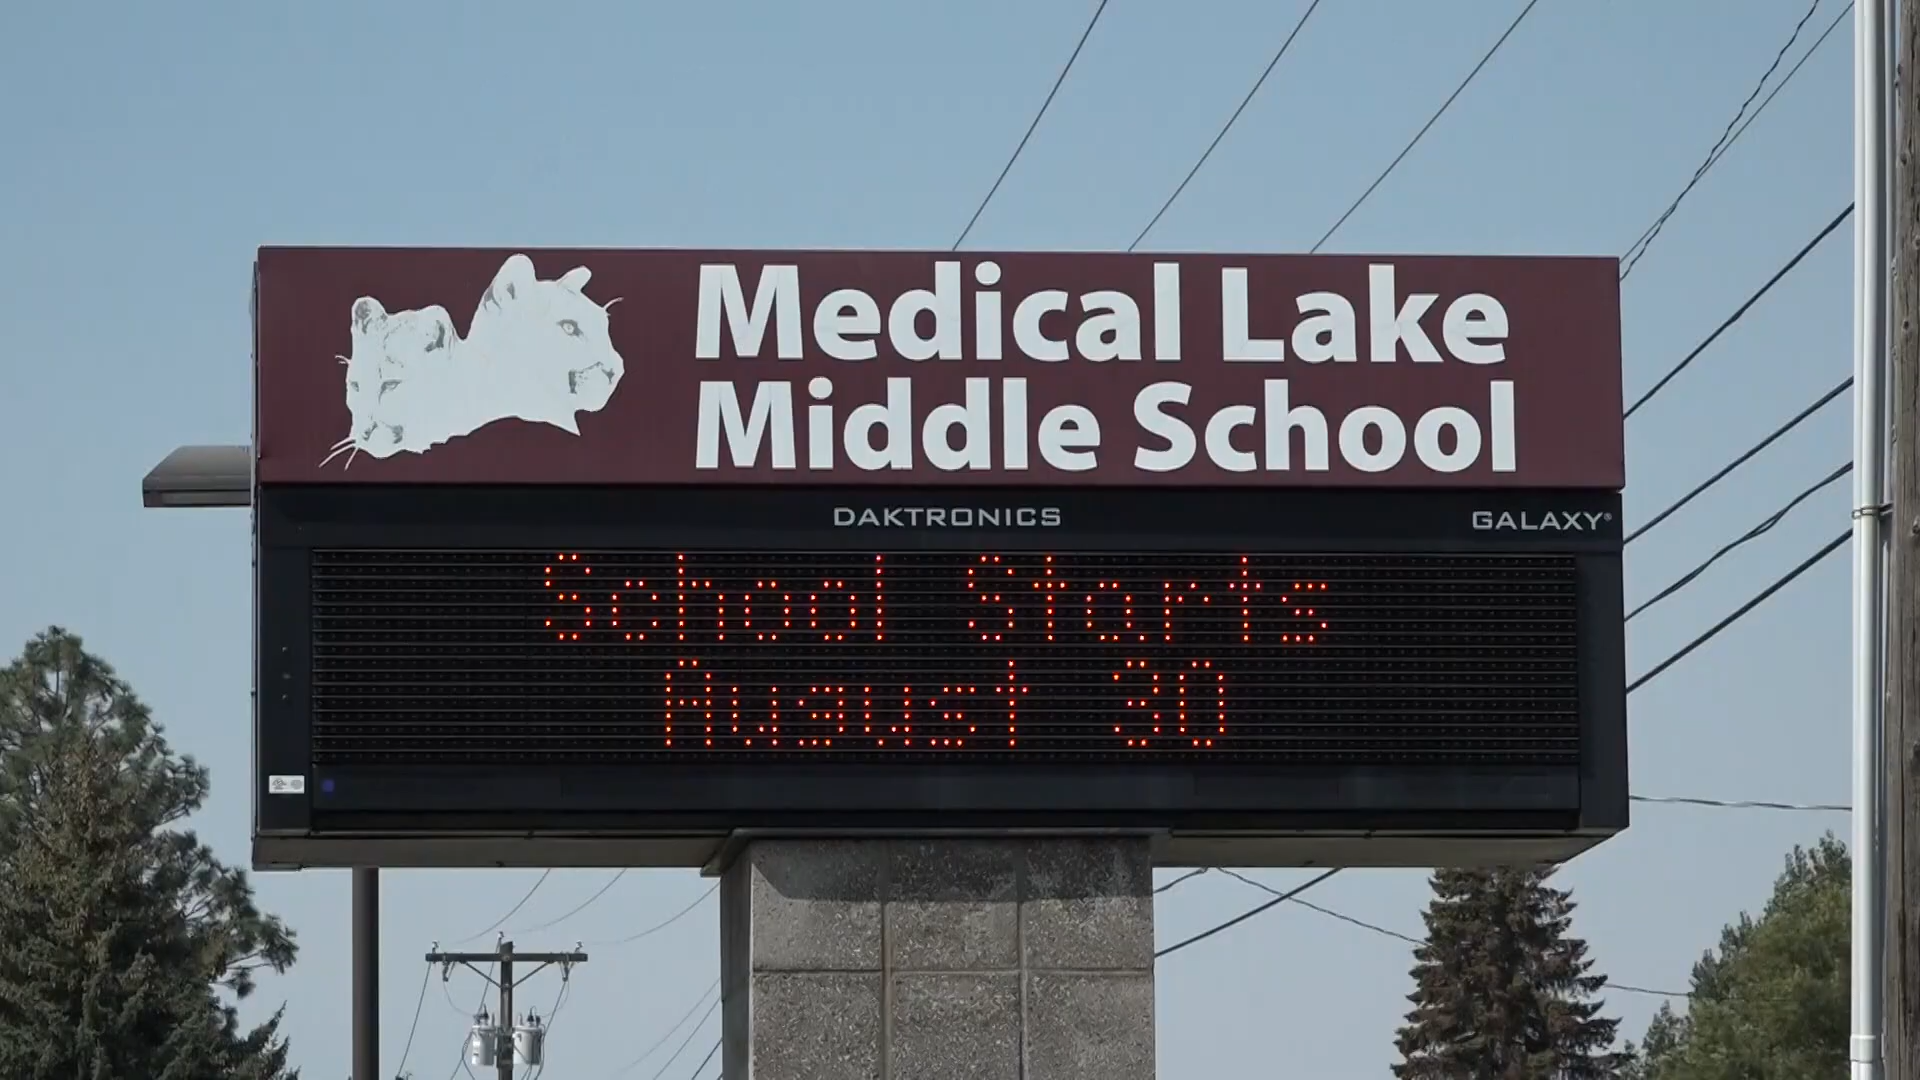 Medical Lake
Middle School
DAKTRONICS
GALAXY®
School Starts
August 30